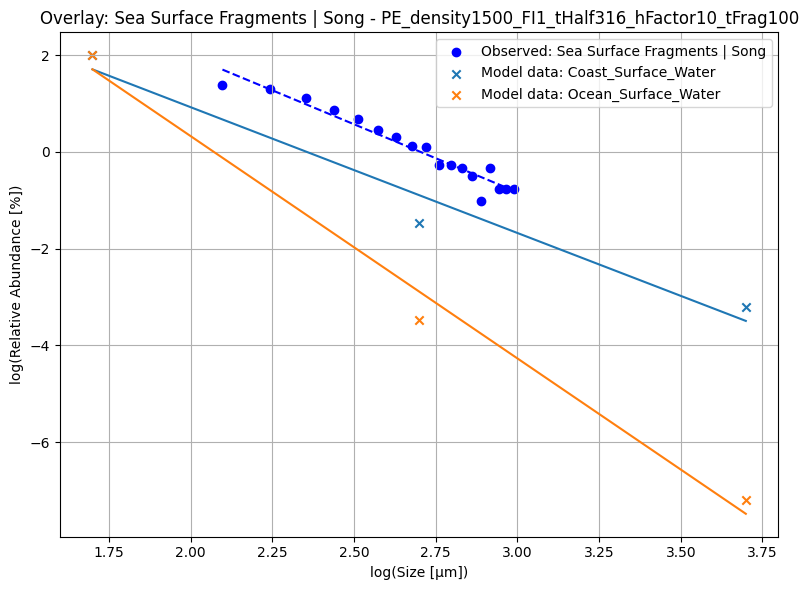 Overlay: Sea Surface Fragments | Song - PE_density1500_FI1_tHalf316_hFactor10_tFrag100
Observed: Sea Surface Fragments | Song
Model data: Coast_Surface_Water
Model data: Ocean_Surface_Water
log(Relative Abundance [%])
2
0
−2
−4
−6
1.75 2.00 2.25 2.50 2.75 3.00 3.25 3.50 3.75
log(Size [µm])